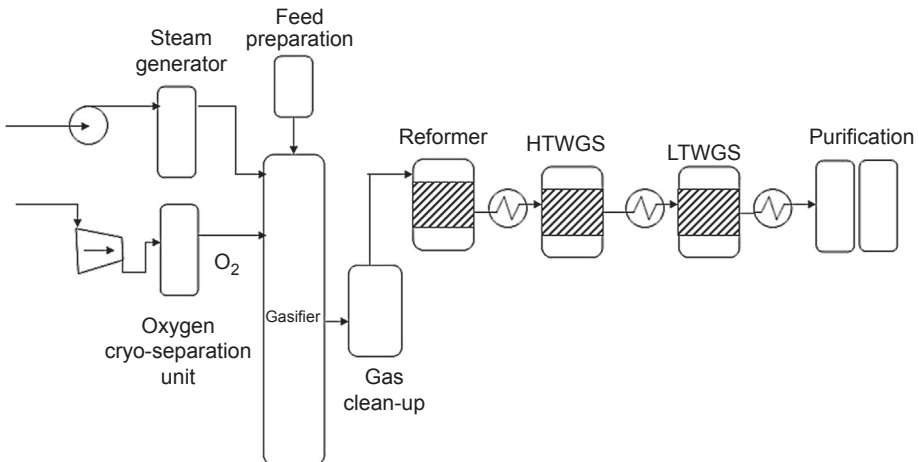 Feed
preparation
Steam
generator
Reformer
HTWGS
LTWGS
Purification
O2
Gasifier
Oxygen
cryo-separation
unit
Gas
clean-up